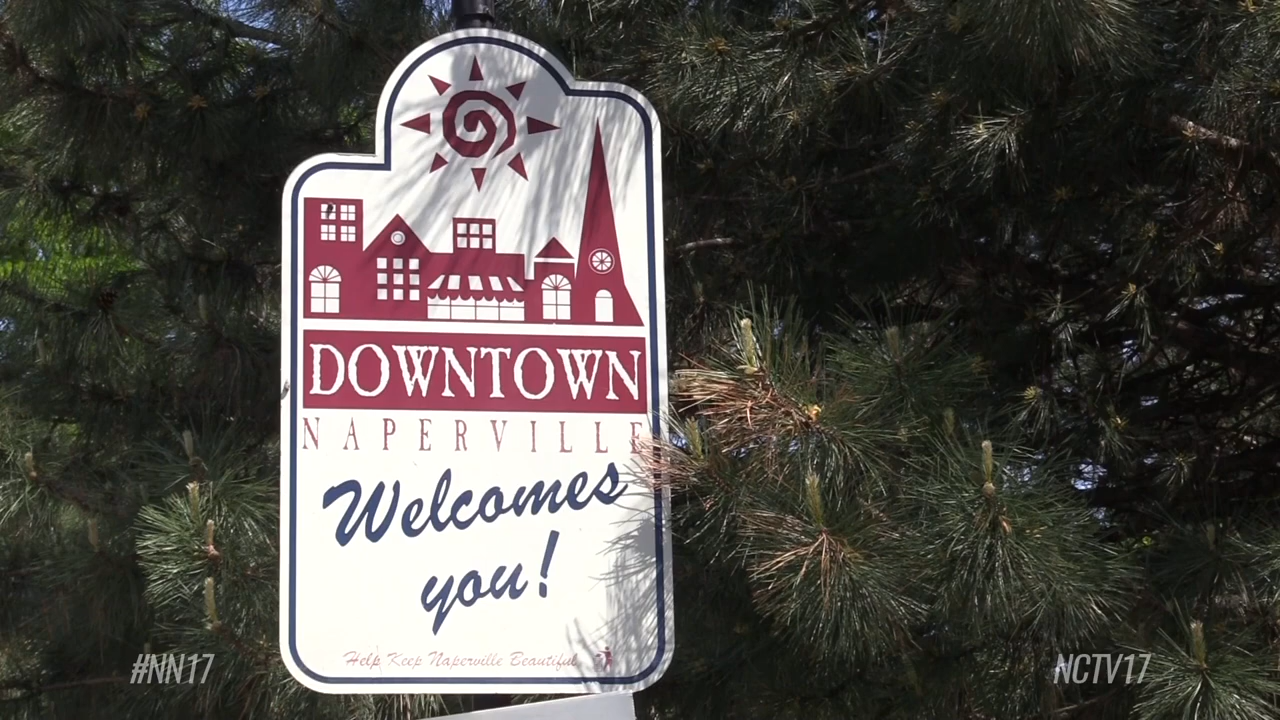 DOWNTOWN
NAPERVILLE
Welcomes
you!
Help Keep Naperville Beautiful
#NN17
NCTV17